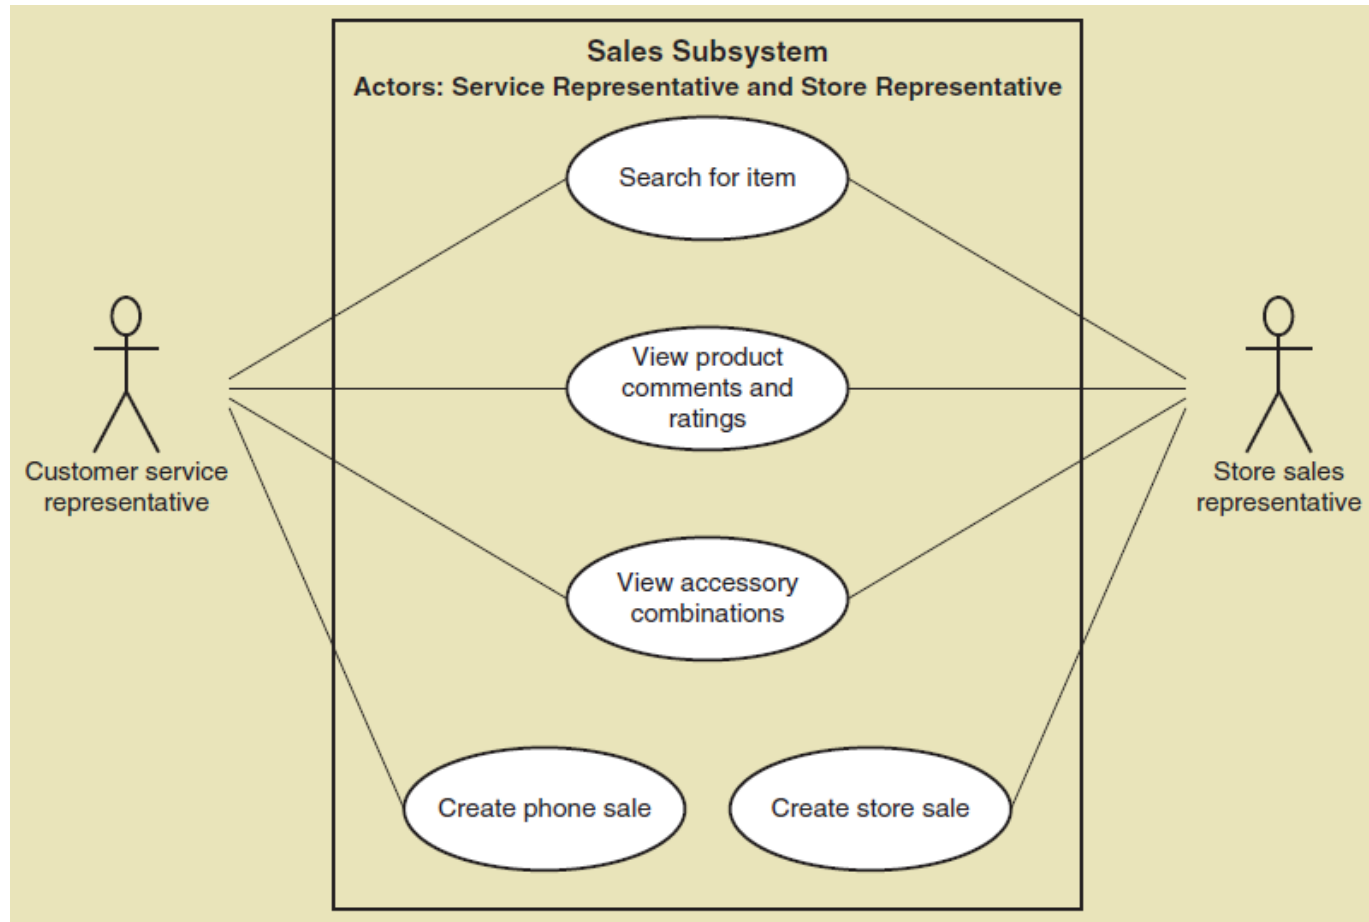 Sales Subsystem
Actors: Service Representative and Store Representative
Search for item
View product
comments and
ratings
Customer service
representative
Store sales
representative
View accessory
combinations
Create phone sale
Create store sale